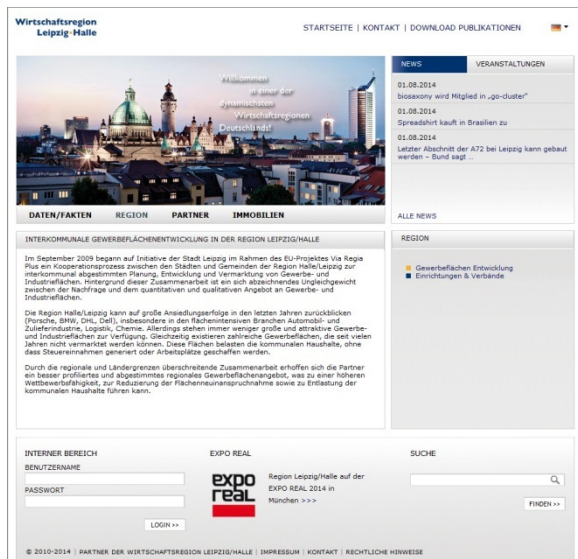 Wirtschaftsregion
Leipzig·Halle
STARTSEITE | KONTAKT | DOWNLOAD PUBLIKATIONEN
Willkommen
in einer der
dynamischsten
Wirtschaftsregionen
Deutschlands!
NEWS
VERANSTALTUNGEN
01.08.2014
biosaxony wird Mitglied in „go-cluster"
01.08.2014
Spreadshirt kauft in Brasilien zu
01.08.2014
Letzter Abschnitt der A72 bei Leipzig kann gebaut
werden – Bund sagt ..
ALLE NEWS
DATEN/FAKTEN REGION PARTNER IMMOBILIEN
INTERKOMMUNALE GEWERBEFLÄCHENENTWICKLUNG IN DER REGION LEIPZIG/HALLE
Im September 2009 begann auf Initiative der Stadt Leipzig im Rahmen des EU-Projektes Via Regia
Plus ein Kooperationsprozess zwischen den Städten und Gemeinden der Region Halle/Leipzig zur
interkommunal abgestimmten Planung, Entwicklung und Vermarktung von Gewerbe- und
Industrieflächen. Hintergrund dieser Zusammenarbeit ist ein sich abzeichnendes Ungleichgewicht
zwischen der Nachfrage und dem quantitativen und qualitativen Angebot an Gewerbe- und
Industrieflächen.
Die Region Halle/Leipzig kann auf große Ansiedlungserfolge in den letzten Jahren zurückblicken
(Porsche, BMW, DHL, Dell), insbesondere in den flächenintensiven Branchen Automobil- und
Zulieferindustrie, Logistik, Chemie. Allerdings stehen immer weniger große und attraktive Gewerbe-
und Industrieflächen zur Verfügung. Gleichzeitig existieren zahlreiche Gewerbeflächen, die seit vielen
Jahren nicht vermarktet werden können. Diese Flächen belasten die kommunalen Haushalte, ohne
dass Steuereinnahmen generiert oder Arbeitsplätze geschaffen werden.
Durch die regionale und Ländergrenzen überschreitende Zusammenarbeit erhoffen sich die Partner
ein besser profiliertes und abgestimmtes regionales Gewerbeflächenangebot, was zu einer höheren
Wettbewerbsfähigkeit, zur Reduzierung der Flächenneuinanspruchnahme sowie zu Entlastung der
kommunalen Haushalte führen kann.
REGION
Gewerbeflächen Entwicklung
Einrichtungen & Verbände
INTERNER BEREICH
BENUTZERNAME
PASSWORT
LOGIN >>
EXPO REAL
expo
real
Region Leipzig/Halle auf der
EXPO REAL 2014 in
München >>>
SUCHE
FINDEN >>
© 2010-2014 | PARTNER DER WIRTSCHAFTSREGION LEIPZIG/HALLE | IMPRESSUM | KONTAKT | RECHTLICHE HINWEISE